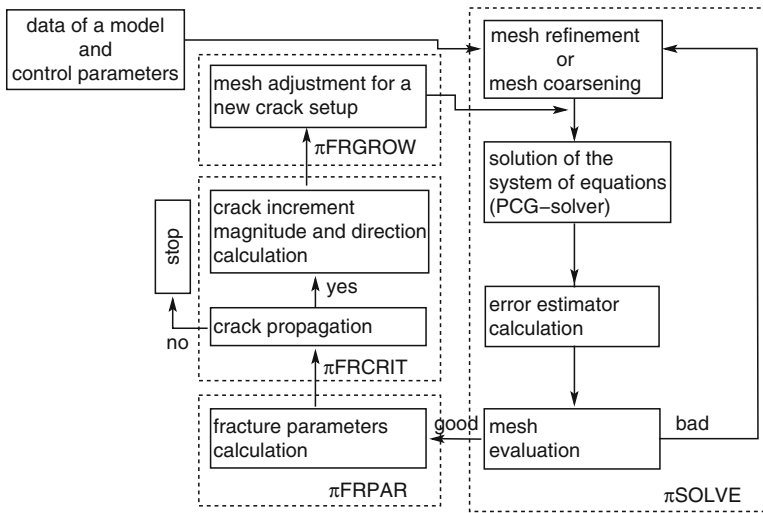 data of a model
and
control parameters
mesh refinement
or
mesh coarsening
mesh adjustment for a
new crack setup
πFRGROW
solution of the
system of equations
(PCG−solver)
crack increment
magnitude and direction
calculation
stop
yes
error estimator
calculation
crack propagation
no
πFRCRIT
fracture parameters
calculation
good
mesh
evaluation
bad
πFRPAR
πSOLVE